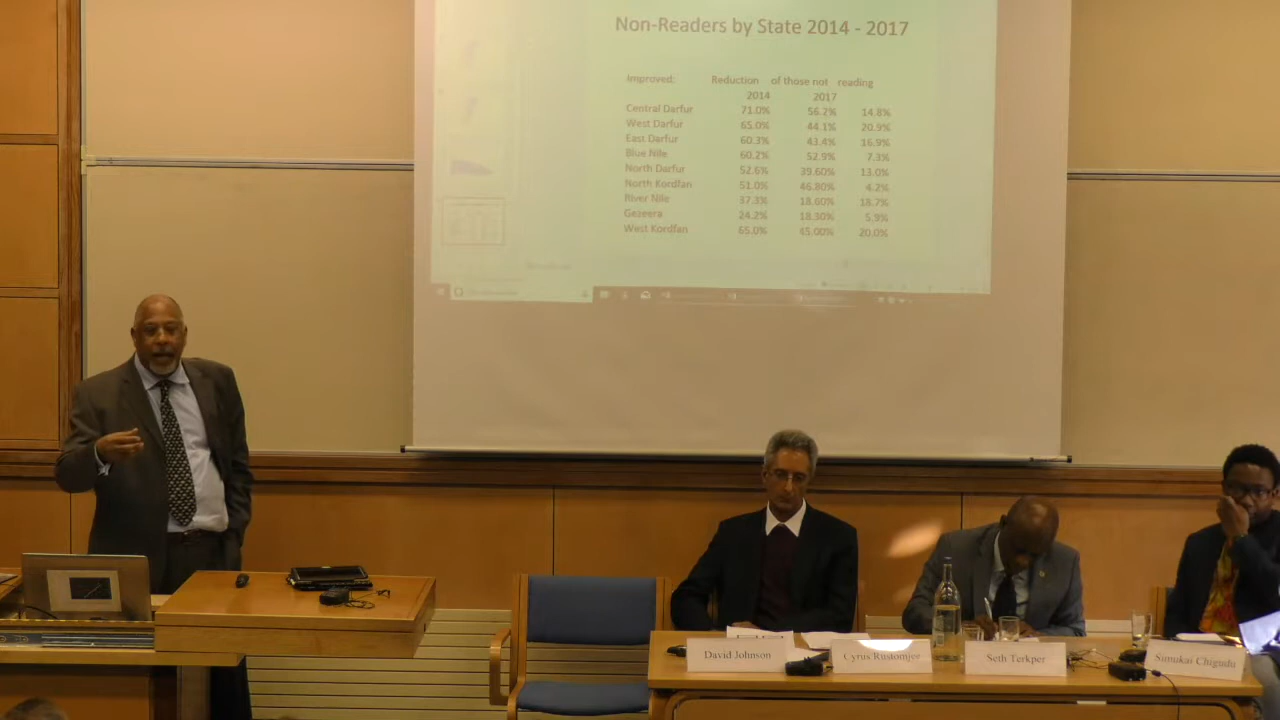 Non-Readers by State 2014 - 2017
Improved: Reduction of those not reading
2014 2017
Central Darfur 71.0% 56.2% 14.8%
West Darfur 65.0% 44.1% 20.9%
East Darfur 60.3% 43.4% 16.9%
Blue Nile 60.2% 52.9% 7.3%
North Darfur 52.6% 39.60% 13.0%
North Kordfan 51.0% 46.80% 4.2%
River Nile 37.3% 18.60% 18.7%
Gezeera 24.2% 18.30% 5.9%
West Kordfan 65.0% 45.00% 20.0%
David Johnson
Cyrus Rustomjee
Seth Terkper
Simukai Chigudu